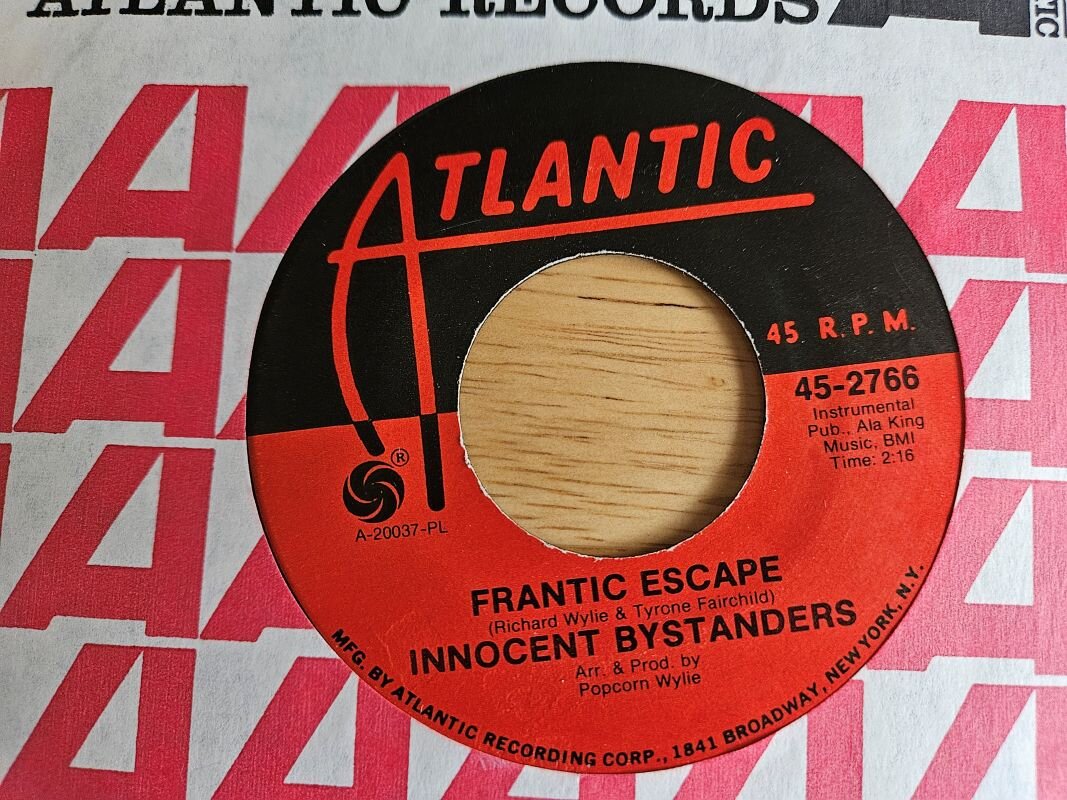 ATLANTIC RECORDS
ATLANTIC
45 R.P.M.
45-2766
Instrumental
Pub., Ala King
Music, BMI
Time: 2:16
®
A-20037-PL
FRANTIC ESCAPE
(Richard Wylie & Tyrone Fairchild)
INNOCENT BYSTANDERS
Arr. & Prod. by
Popcorn Wylie
MFG. BY ATLANTIC RECORDING CORP., 1841 BROADWAY, NEW YORK, N.Y.